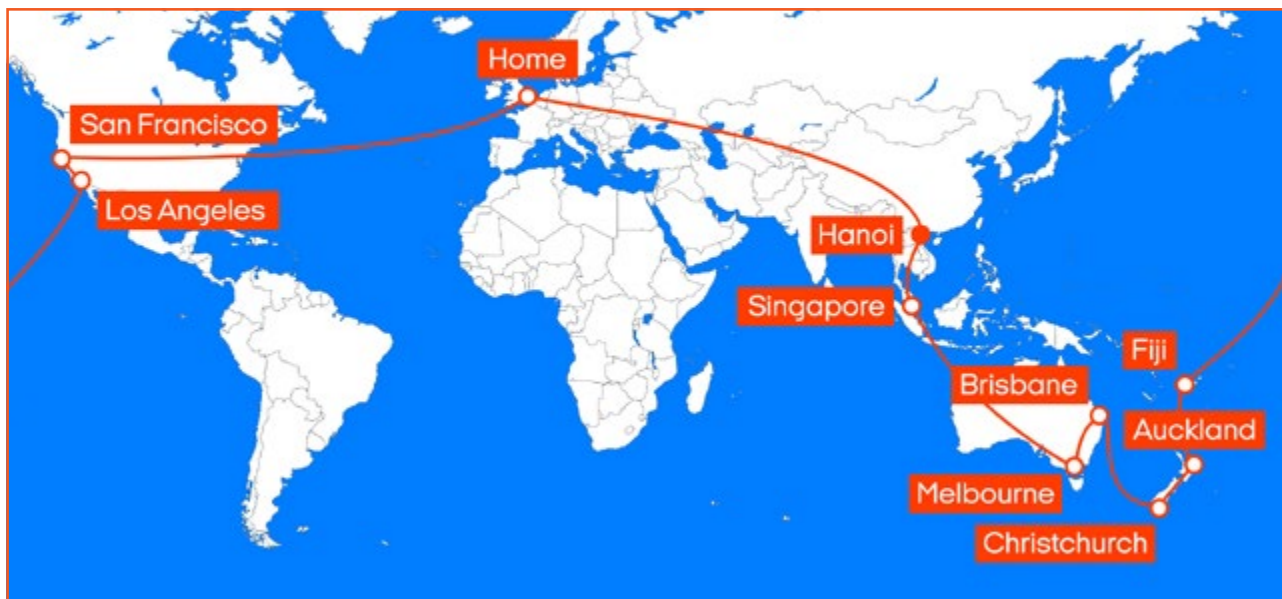 Home
San Francisco
Los Angeles
Hanoi
Singapore
Fiji
Brisbane
Auckland
Melbourne
Christchurch